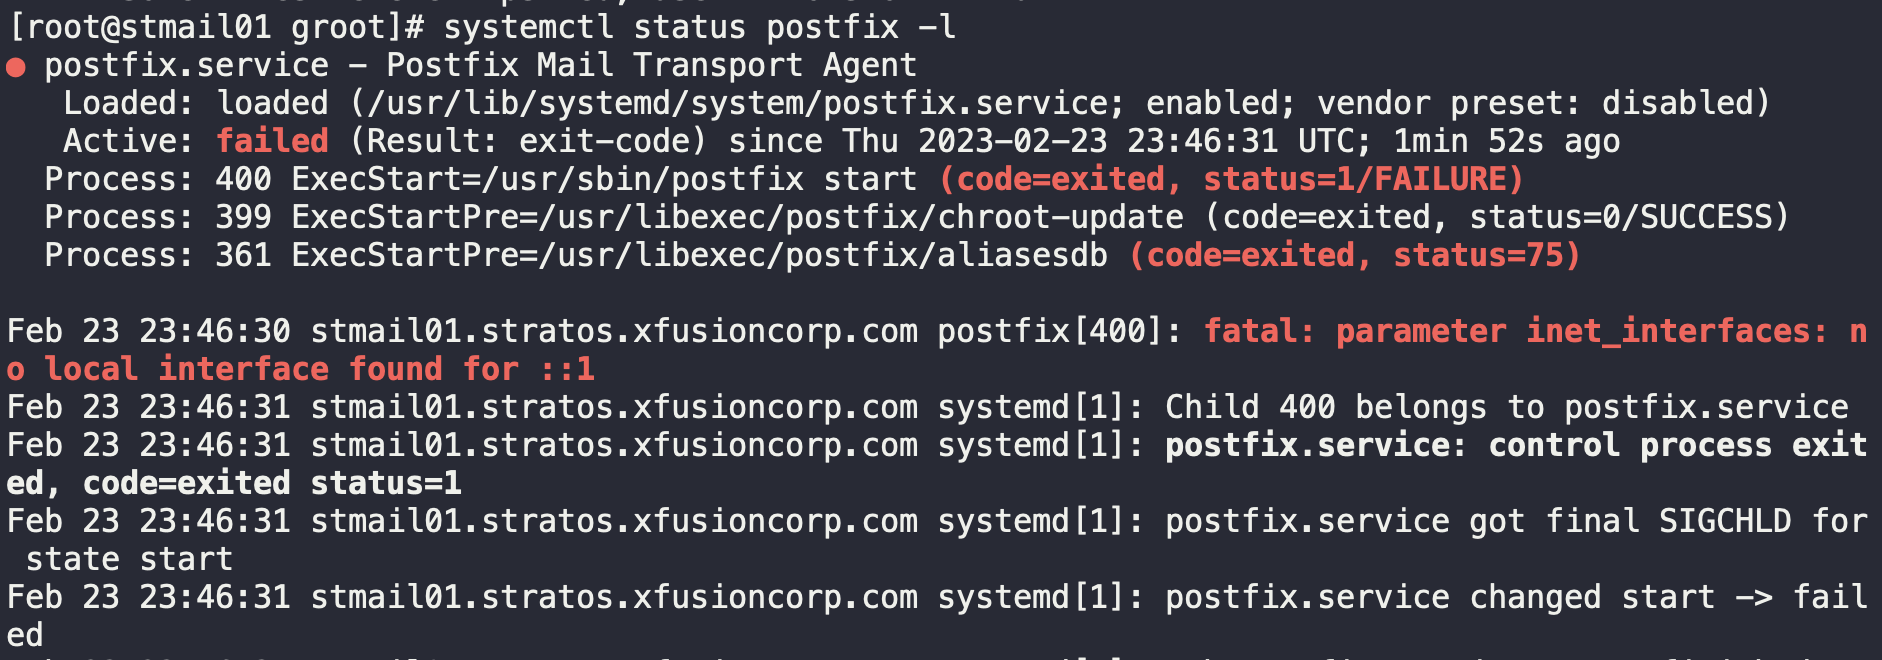 [root@stmail01 groot]# systemctl status postfix -l
● postfix.service - Postfix Mail Transport Agent
   Loaded: loaded (/usr/lib/systemd/system/postfix.service; enabled; vendor preset: disabled)
   Active: failed (Result: exit-code) since Thu 2023-02-23 23:46:31 UTC; 1min 52s ago
  Process: 400 ExecStart=/usr/sbin/postfix start (code=exited, status=1/FAILURE)
  Process: 399 ExecStartPre=/usr/libexec/postfix/chroot-update (code=exited, status=0/SUCCESS)
  Process: 361 ExecStartPre=/usr/libexec/postfix/aliasesdb (code=exited, status=75)

Feb 23 23:46:30 stmail01.stratos.xfusioncorp.com postfix[400]: fatal: parameter inet_interfaces: n
o local interface found for ::1
Feb 23 23:46:31 stmail01.stratos.xfusioncorp.com systemd[1]: Child 400 belongs to postfix.service
Feb 23 23:46:31 stmail01.stratos.xfusioncorp.com systemd[1]: postfix.service: control process exit
ed, code=exited status=1
Feb 23 23:46:31 stmail01.stratos.xfusioncorp.com systemd[1]: postfix.service got final SIGCHLD for
 state start
Feb 23 23:46:31 stmail01.stratos.xfusioncorp.com systemd[1]: postfix.service changed start -> fail
ed